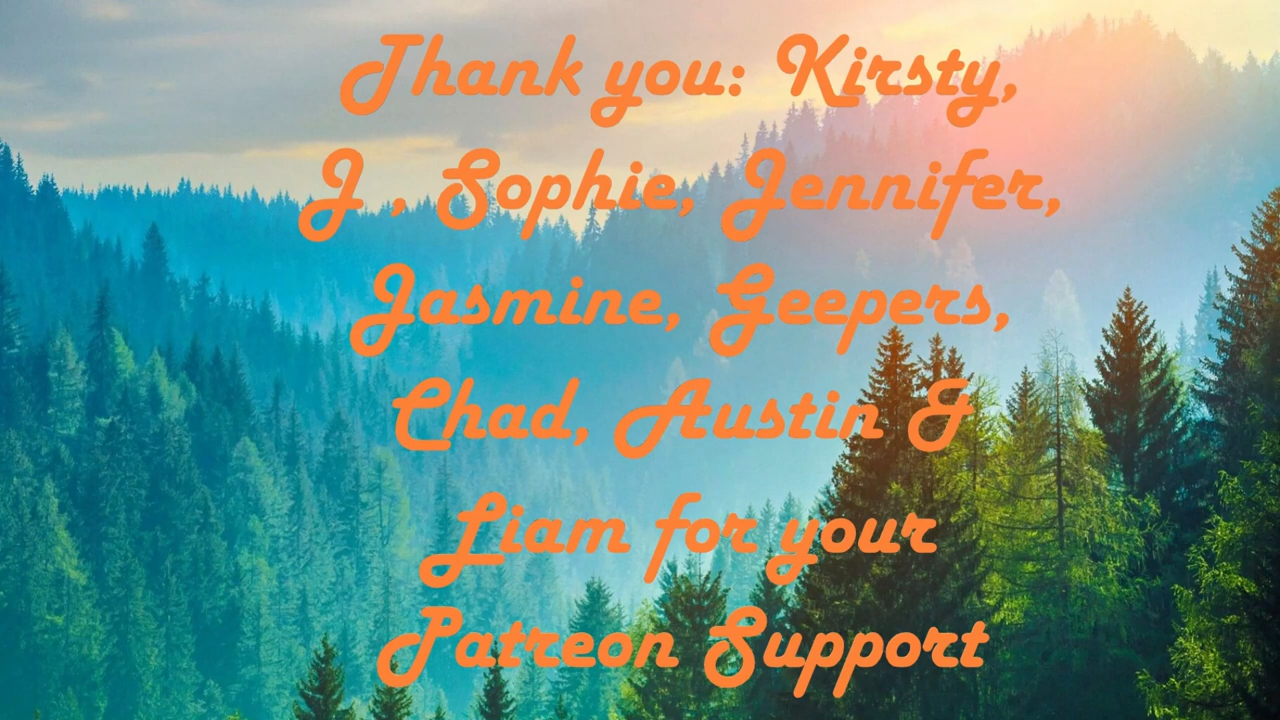 Thank you: Kirsty,
J , Sophie, Jennifer,
Jasmine, Geepers,
Chad, Austin &
Liam for your
Patreon Support